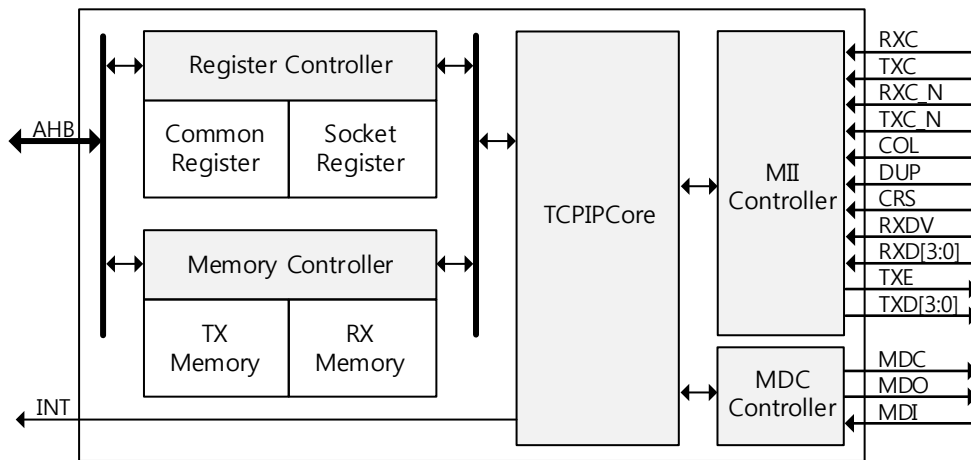 AHB
INT
Register Controller
Common
Register
Socket
Register
Memory Controller
TX
Memory
RX
Memory
TCPIPCore
MII
Controller
MDC
Controller
RXC
TXC
RXC_N
TXC_N
COL
DUP
CRS
RXDV
RXD[3:0]
TXE
TXD[3:0]
MDC
MDO
MDI